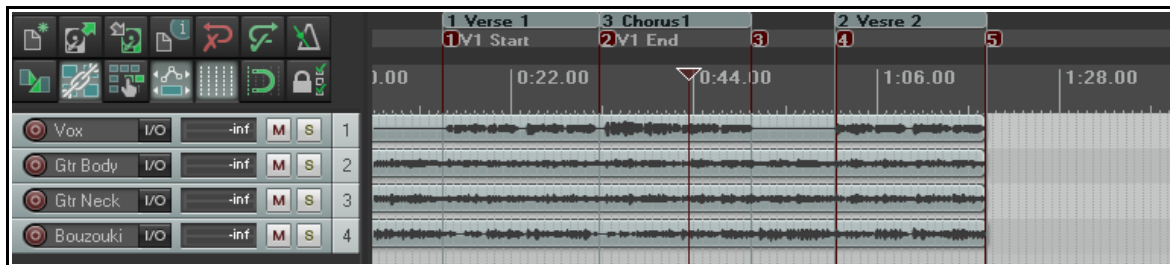 1 Verse 1 3 Chorus1 2 Vesre 2
1 V1 Start 2 V1 End 3 4 5
0.00 0:22.00 0:44.00 1:06.00 1:28.00
Vox I/O -inf M S 1
Gtr Body I/O -inf M S 2
Gtr Neck I/O -inf M S 3
Bouzouki I/O -inf M S 4